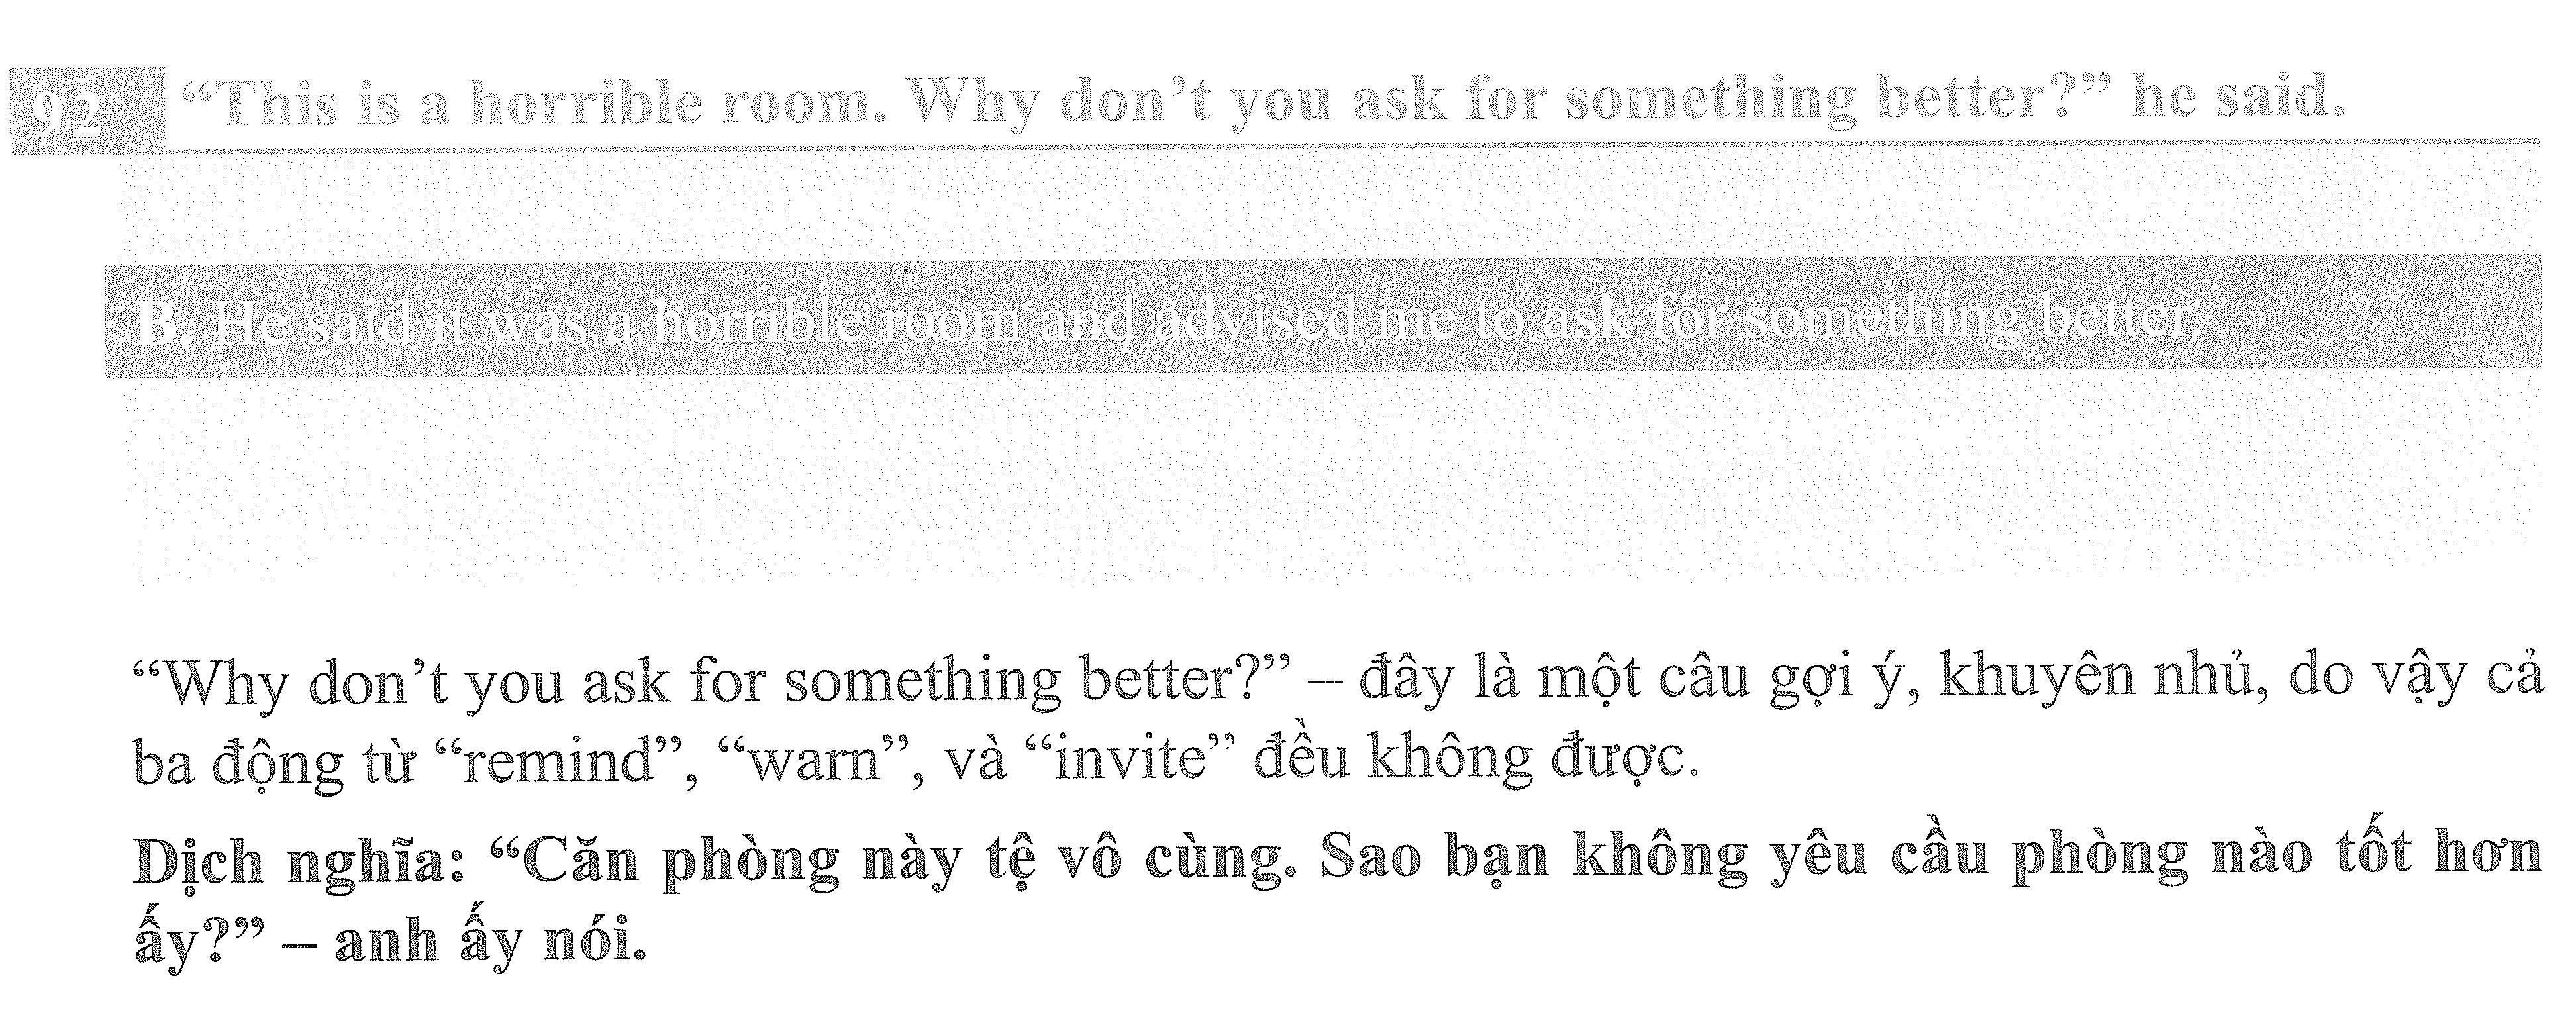 92 “This is a horrible room. Why don’t you ask for something better?” he said.
B. He said it was a horrible room and advised me to ask for something better.
“Why don’t you ask for something better?” – đây là một câu gợi ý, khuyên nhủ, do vậy cả
ba động từ “remind”, “warn”, và “invite” đều không được.
Dịch nghĩa: “Căn phòng này tệ vô cùng. Sao bạn không yêu cầu phòng nào tốt hơn
ấy?” – anh ấy nói.